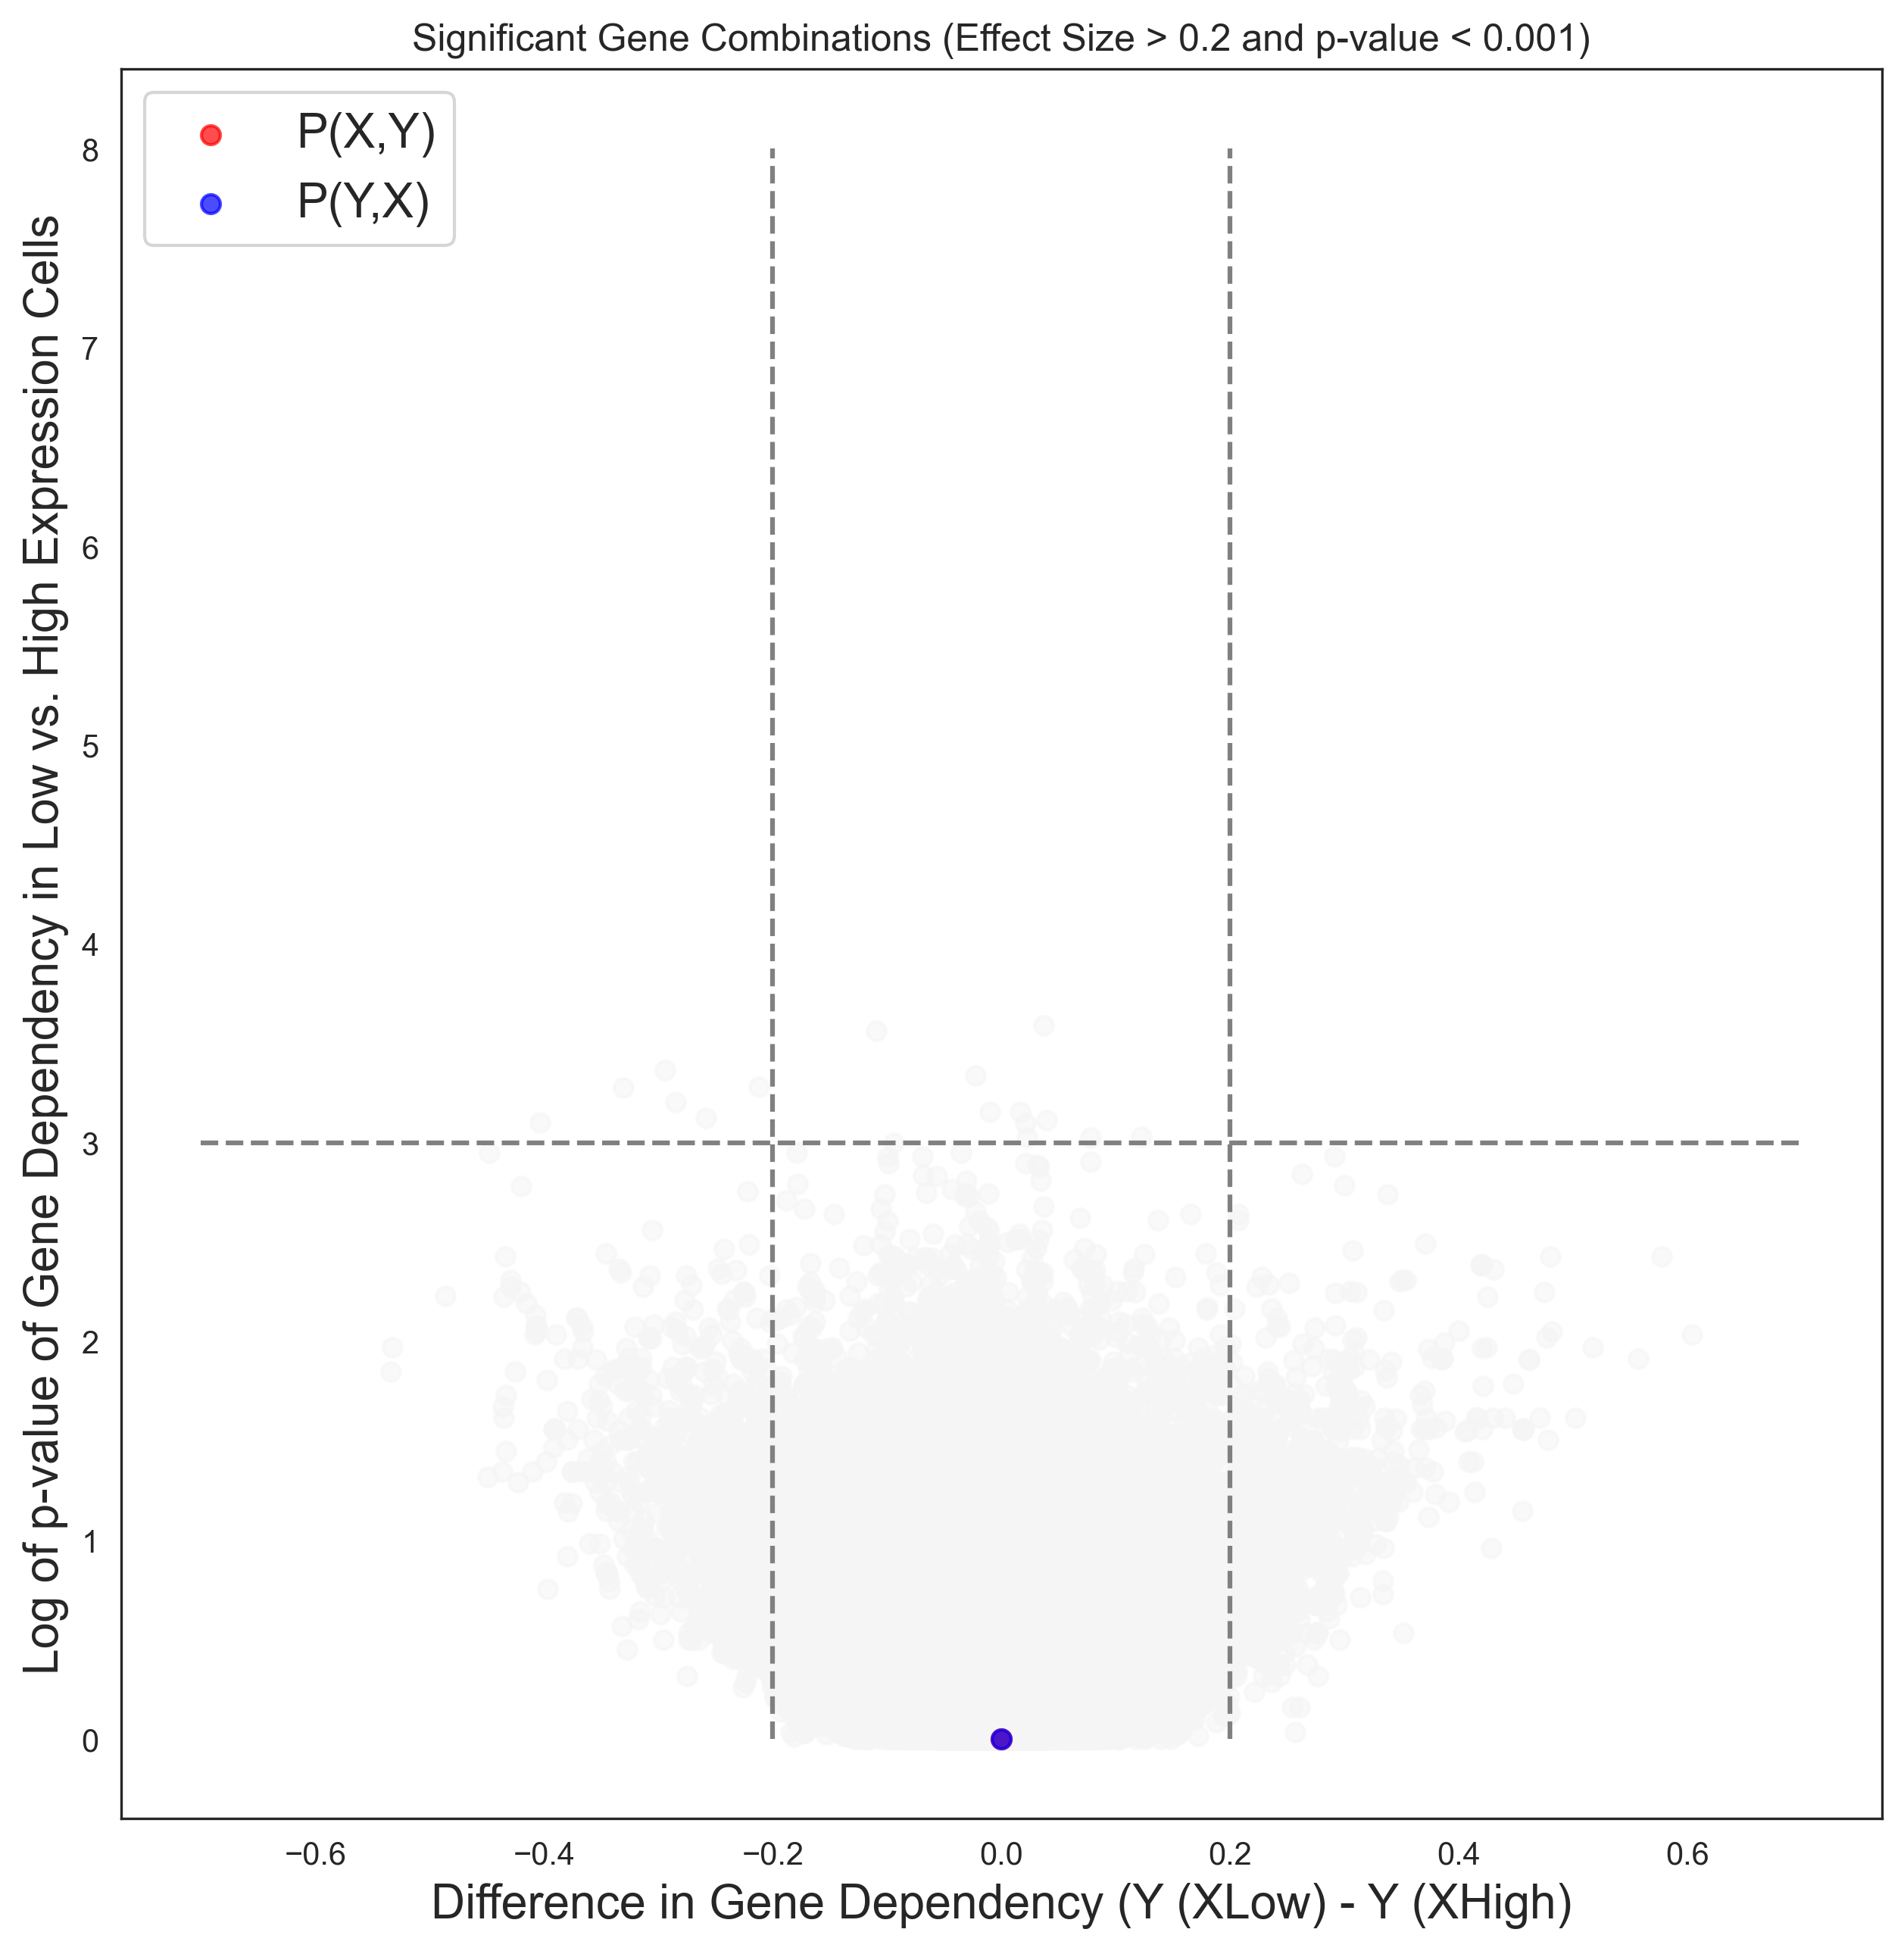 Significant Gene Combinations (Effect Size > 0.2 and p-value < 0.001)
P(X,Y)
P(Y,X)
Log of p-value of Gene Dependency in Low vs. High Expression Cells
8
7
6
5
4
3
2
1
0
−0.6 −0.4 −0.2 0.0 0.2 0.4 0.6
Difference in Gene Dependency (Y (XLow) - Y (XHigh)